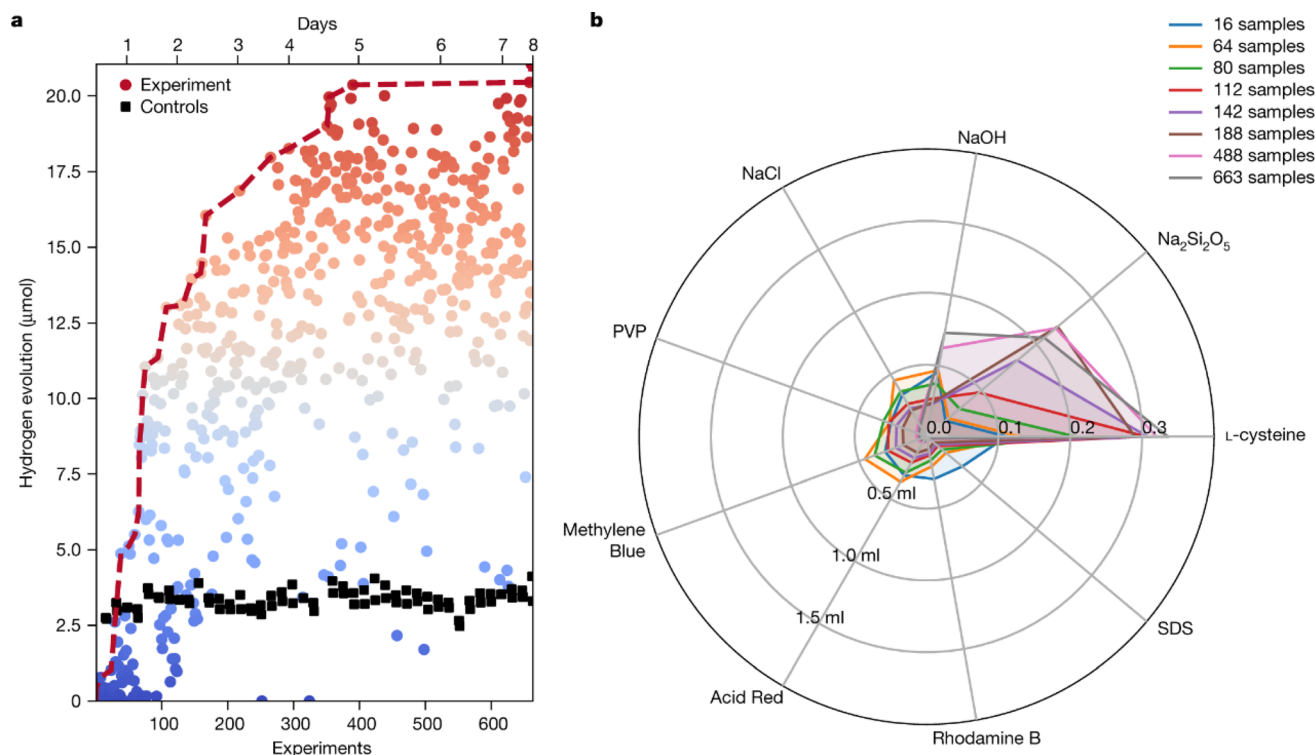 a
Days
1 2 3 4 5 6 7 8
20.0
17.5
15.0
12.5
10.0
7.5
5.0
2.5
0
Hydrogen evolution (μmol)
Experiment
Controls
100 200 300 400 500 600
Experiments
b
16 samples
64 samples
80 samples
112 samples
142 samples
188 samples
488 samples
663 samples
NaOH
NaCl
Na₂Si₂O₅
PVP
0.0 0.1 0.2 0.3
L-cysteine
0.5 ml
Methylene
Blue
1.0 ml
1.5 ml
SDS
Acid Red
Rhodamine B